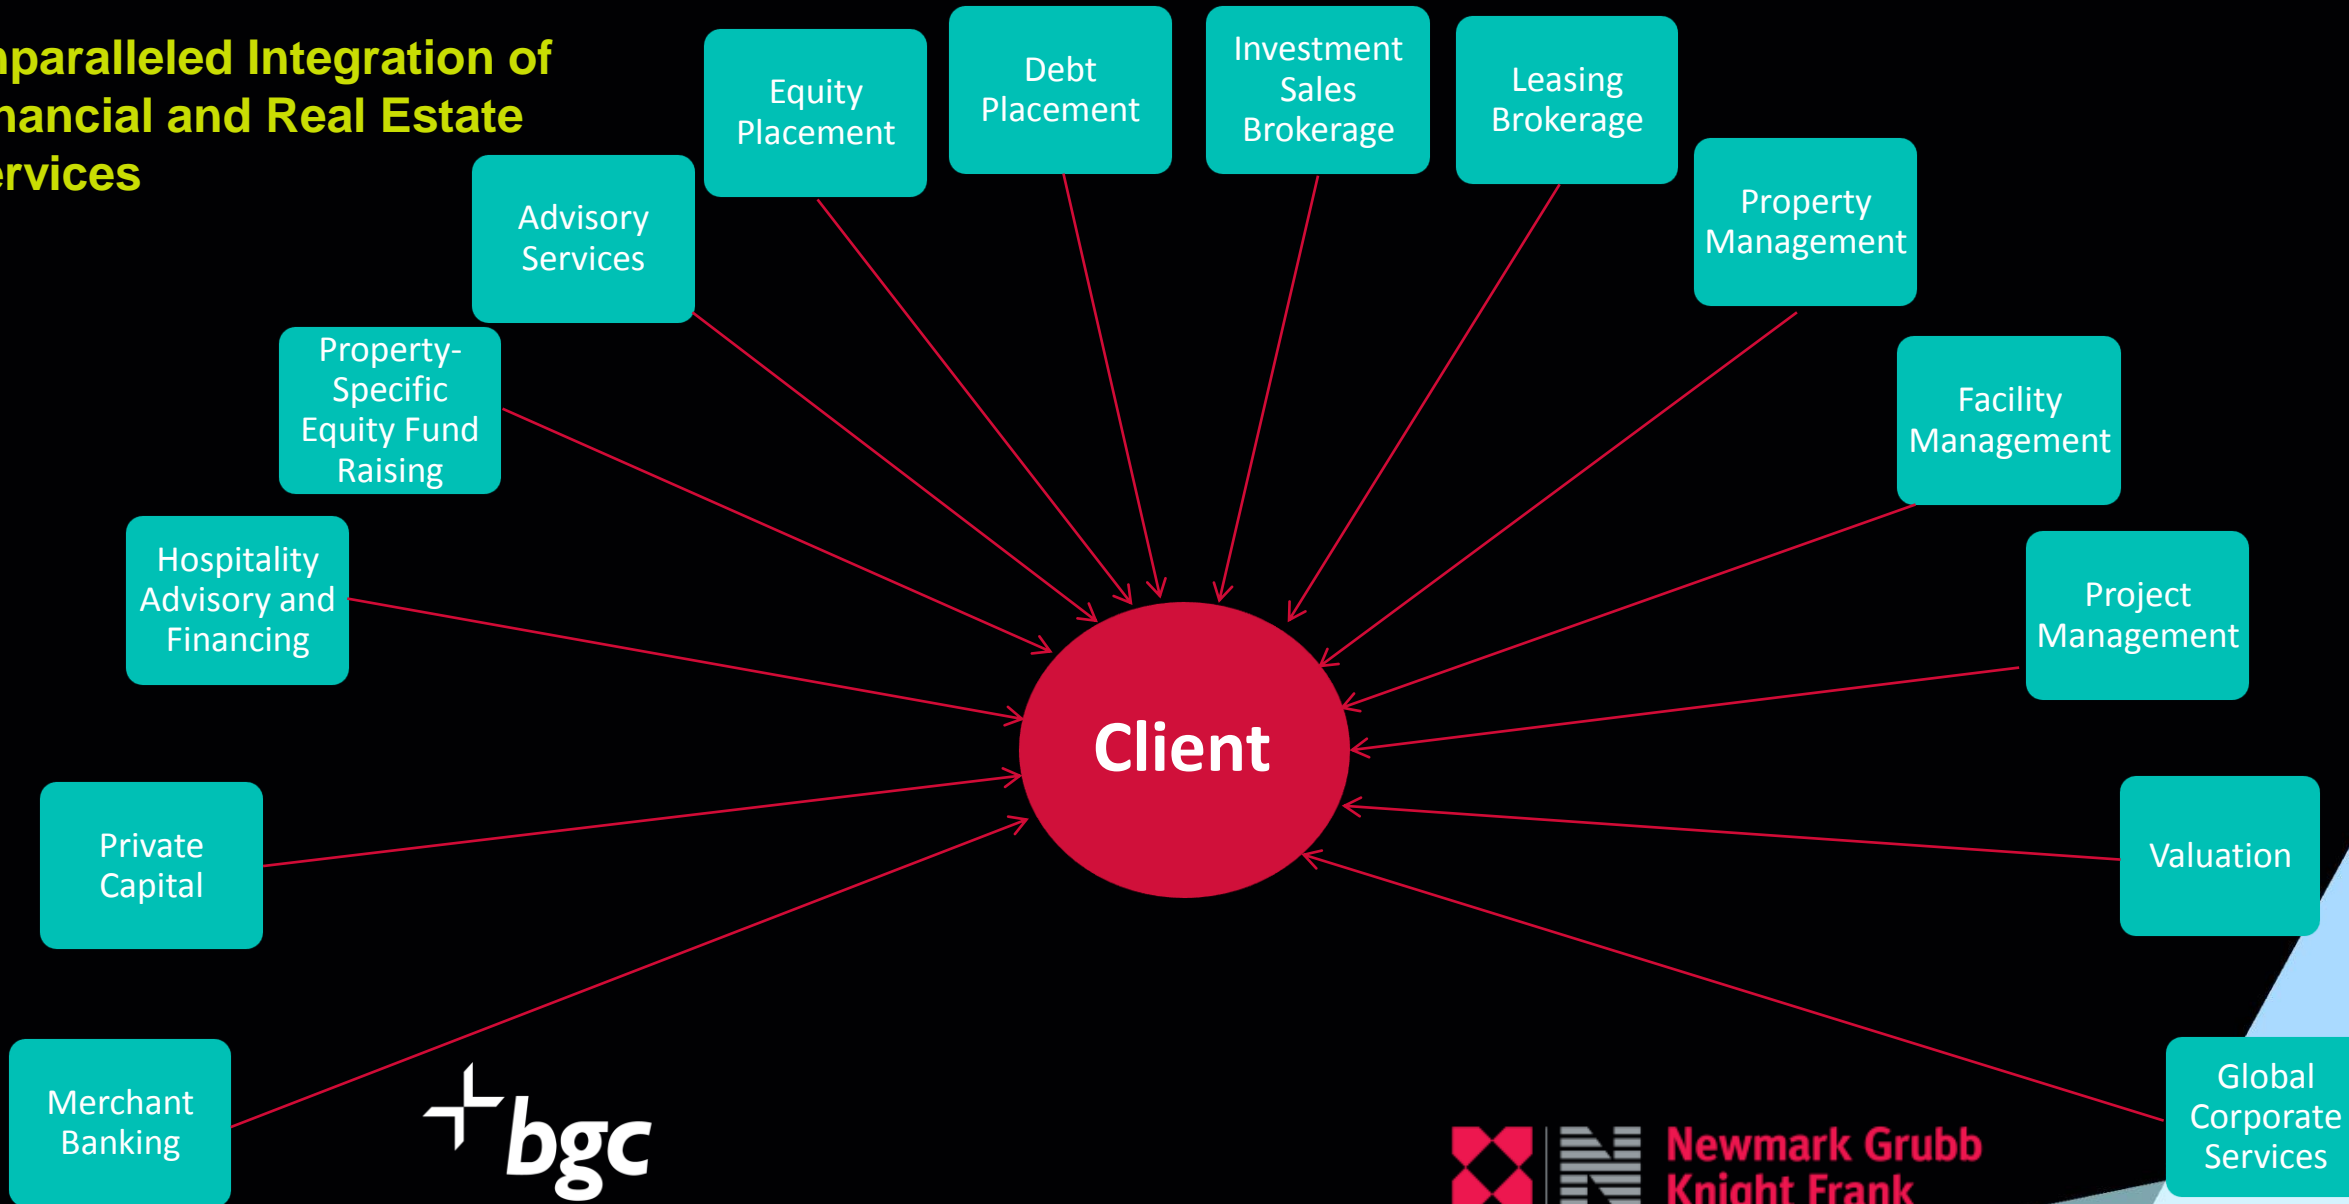 nparalleled Integration of
nancial and Real Estate
ervices
Equity
Placement
Debt
Placement
Investment
Sales
Brokerage
Leasing
Brokerage
Advisory
Services
Property
Management
Property-
Specific
Equity Fund
Raising
Facility
Management
Hospitality
Advisory and
Financing
Project
Management
Client
Private
Capital
Valuation
Merchant
Banking
Global
Corporate
Services
bgc
N
Newmark Grubb
Knight Frank